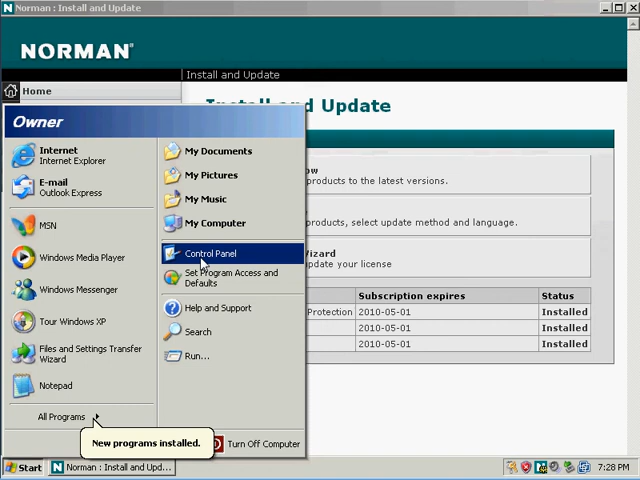 Norman : Install and Update
NORMAN
Install and Update
Home
Install and Update
Owner
Internet
Internet Explorer
E-mail
Outlook Express
MSN
Windows Media Player
Windows Messenger
Tour Windows XP
Files and Settings Transfer
Wizard
Notepad
All Programs
New programs installed.
My Documents
My Pictures
My Music
My Computer
Control Panel
Set Program Access and
Defaults
Help and Support
Search
Run...
Turn Off Computer
products to the latest versions.
products, select update method and language.
update your license
Subscription expires Status
Protection 2010-05-01 Installed
2010-05-01 Installed
2010-05-01 Installed
Start
Norman : Install and Upd...
7:28 PM